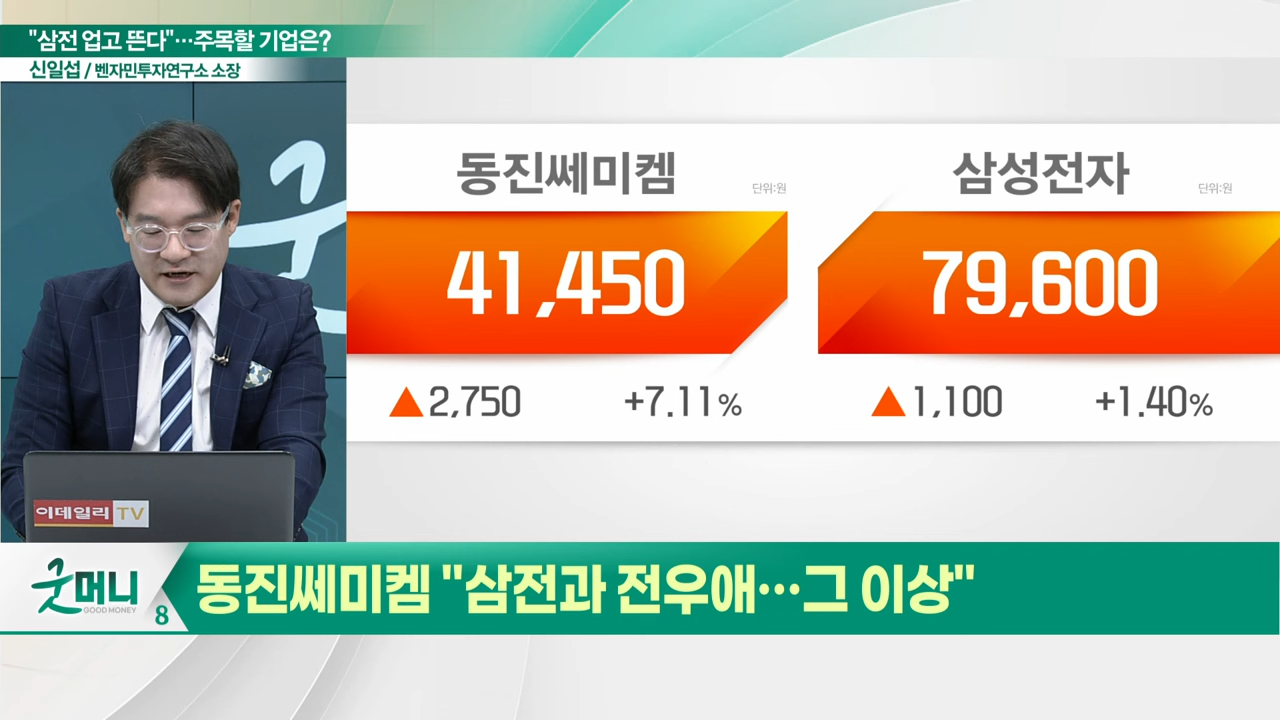 "삼전 업고 뜬다"…주목할 기업은?
신일섭 / 벤자민투자연구소 소장
동진쎄미켐
단위:원
삼성전자
단위:원
41,450
79,600
▲2,750
+7.11%
▲1,100
+1.40%
이데일리 TV
굿머니
GOOD MONEY
8
동진쎄미켐 "삼전과 전우애…그 이상"